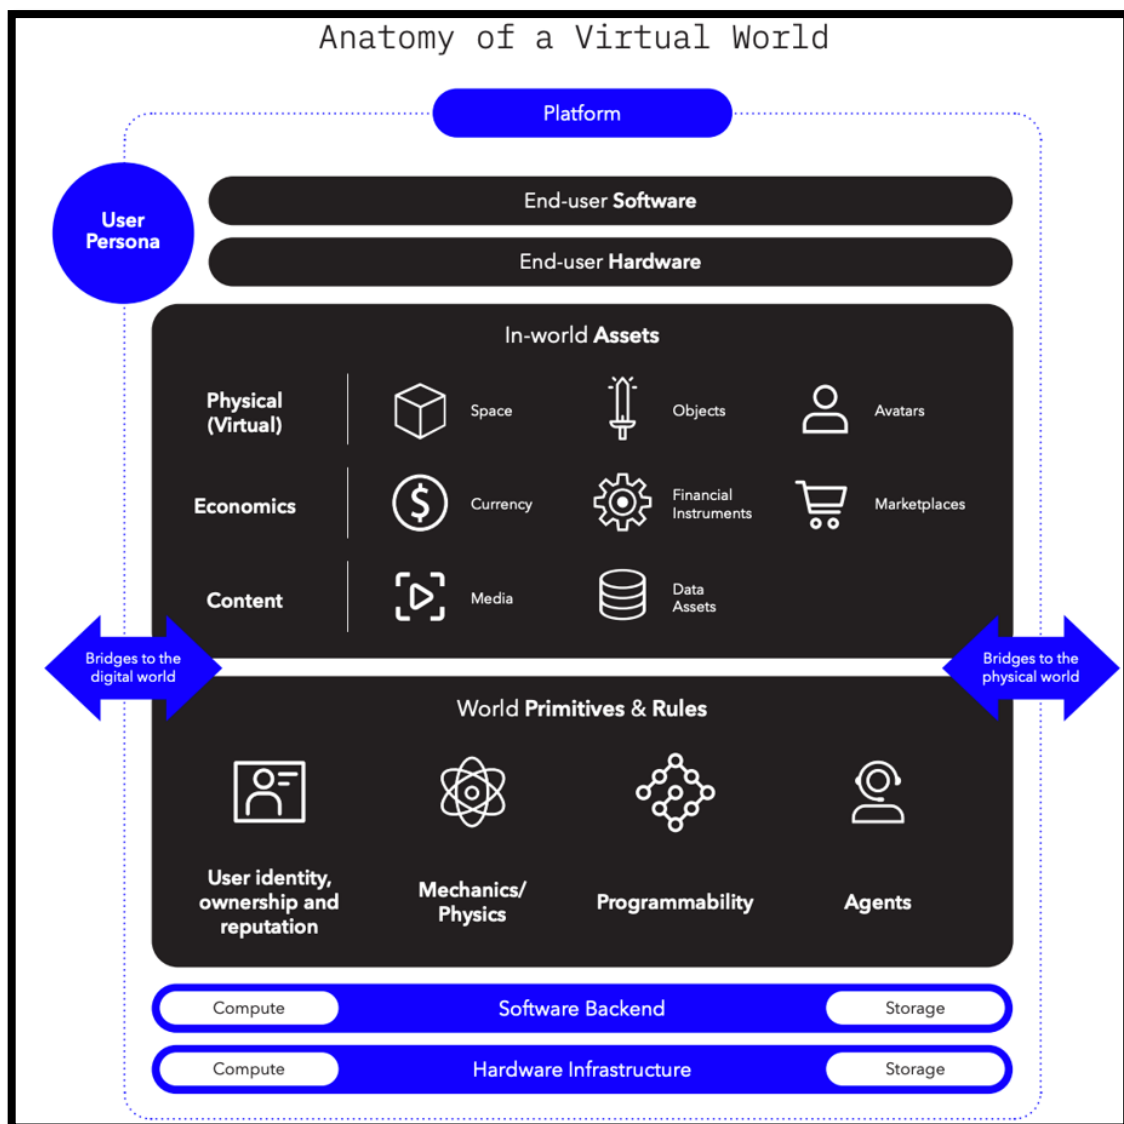 Anatomy of a Virtual World
Platform
User
Persona
End-user Software
End-user Hardware
In-world Assets
Physical
(Virtual)
Space
Objects
Avatars
Economics
Currency
Financial
Instruments
Marketplaces
Content
Media
Data
Assets
Bridges to the
digital world
Bridges to the
physical world
World Primitives & Rules
User identity,
ownership and
reputation
Mechanics/
Physics
Programmability
Agents
Compute
Software Backend
Storage
Compute
Hardware Infrastructure
Storage